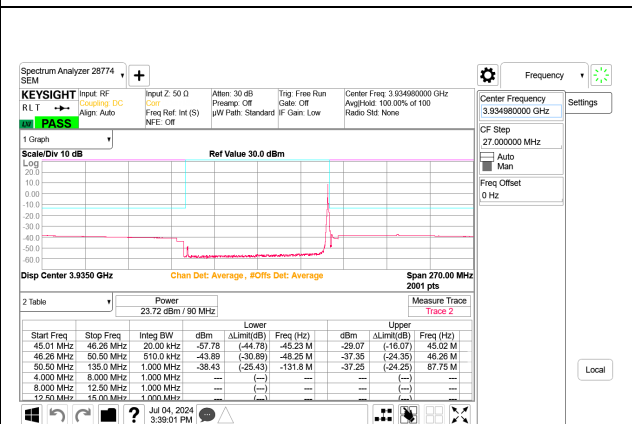 Spectrum Analyzer 28774
SEM
Frequency
KEYSIGHT
R L T
LXI PASS
Input: RF
Coupling: DC
Align: Auto
Input Z: 50 Ω
Corr
Freq Ref: Int (S)
NFE: Off
Atten: 30 dB
Preamp: Off
µW Path: Standard
Trig: Free Run
Gate: Off
IF Gain: Low
Center Freq: 3.934980000 GHz
Avg|Hold: 100.00% of 100
Radio Std: None
Center Frequency
3.934980000 GHz
Settings
CF Step
27.000000 MHz
Auto
Man
Freq Offset
0 Hz
Local
1 Graph
Scale/Div 10 dB
Ref Value 30.0 dBm
Log
20.0
10.0
0.00
-10.0
-20.0
-30.0
-40.0
-50.0
-60.0
Disp Center 3.9350 GHz
Chan Det: Average , #Offs Det: Average
Span 270.00 MHz
2001 pts
2 Table
Power
23.72 dBm / 90 MHz
Measure Trace
Trace 2
Lower Upper
Start Freq Stop Freq Integ BW dBm ΔLimit(dB) Freq (Hz) dBm ΔLimit(dB) Freq (Hz)
45.01 MHz 46.26 MHz 20.00 kHz -57.78 (-44.78) -45.23 M -29.07 (-16.07) 45.02 M
46.26 MHz 50.50 MHz 510.0 kHz -43.89 (-30.89) -48.25 M -37.35 (-24.35) 46.26 M
50.50 MHz 135.0 MHz 1.000 MHz -38.43 (-25.43) -131.8 M -37.25 (-24.25) 87.75 M
4.000 MHz 8.000 MHz 1.000 MHz --- (---) --- --- (---) ---
8.000 MHz 12.50 MHz 1.000 MHz --- (---) --- --- (---) ---
12.50 MHz 15.00 MHz 1.000 MHz --- (---) --- --- (---) ---
? Jul 04, 2024
3:39:01 PM